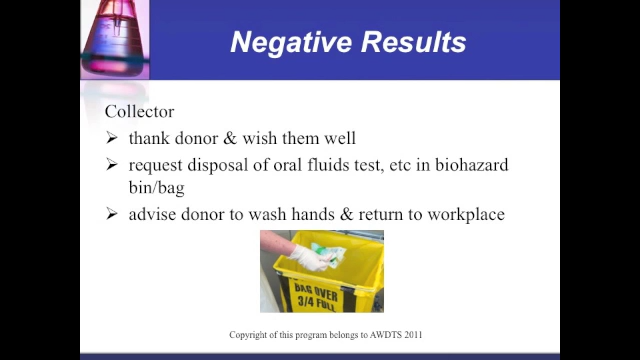 Negative Results
Collector
➢ thank donor & wish them well
➢ request disposal of oral fluids test, etc in biohazard
bin/bag
➢ advise donor to wash hands & return to workplace
BAG OVER
3/4 FULL
Copyright of this program belongs to AWDTS 2011